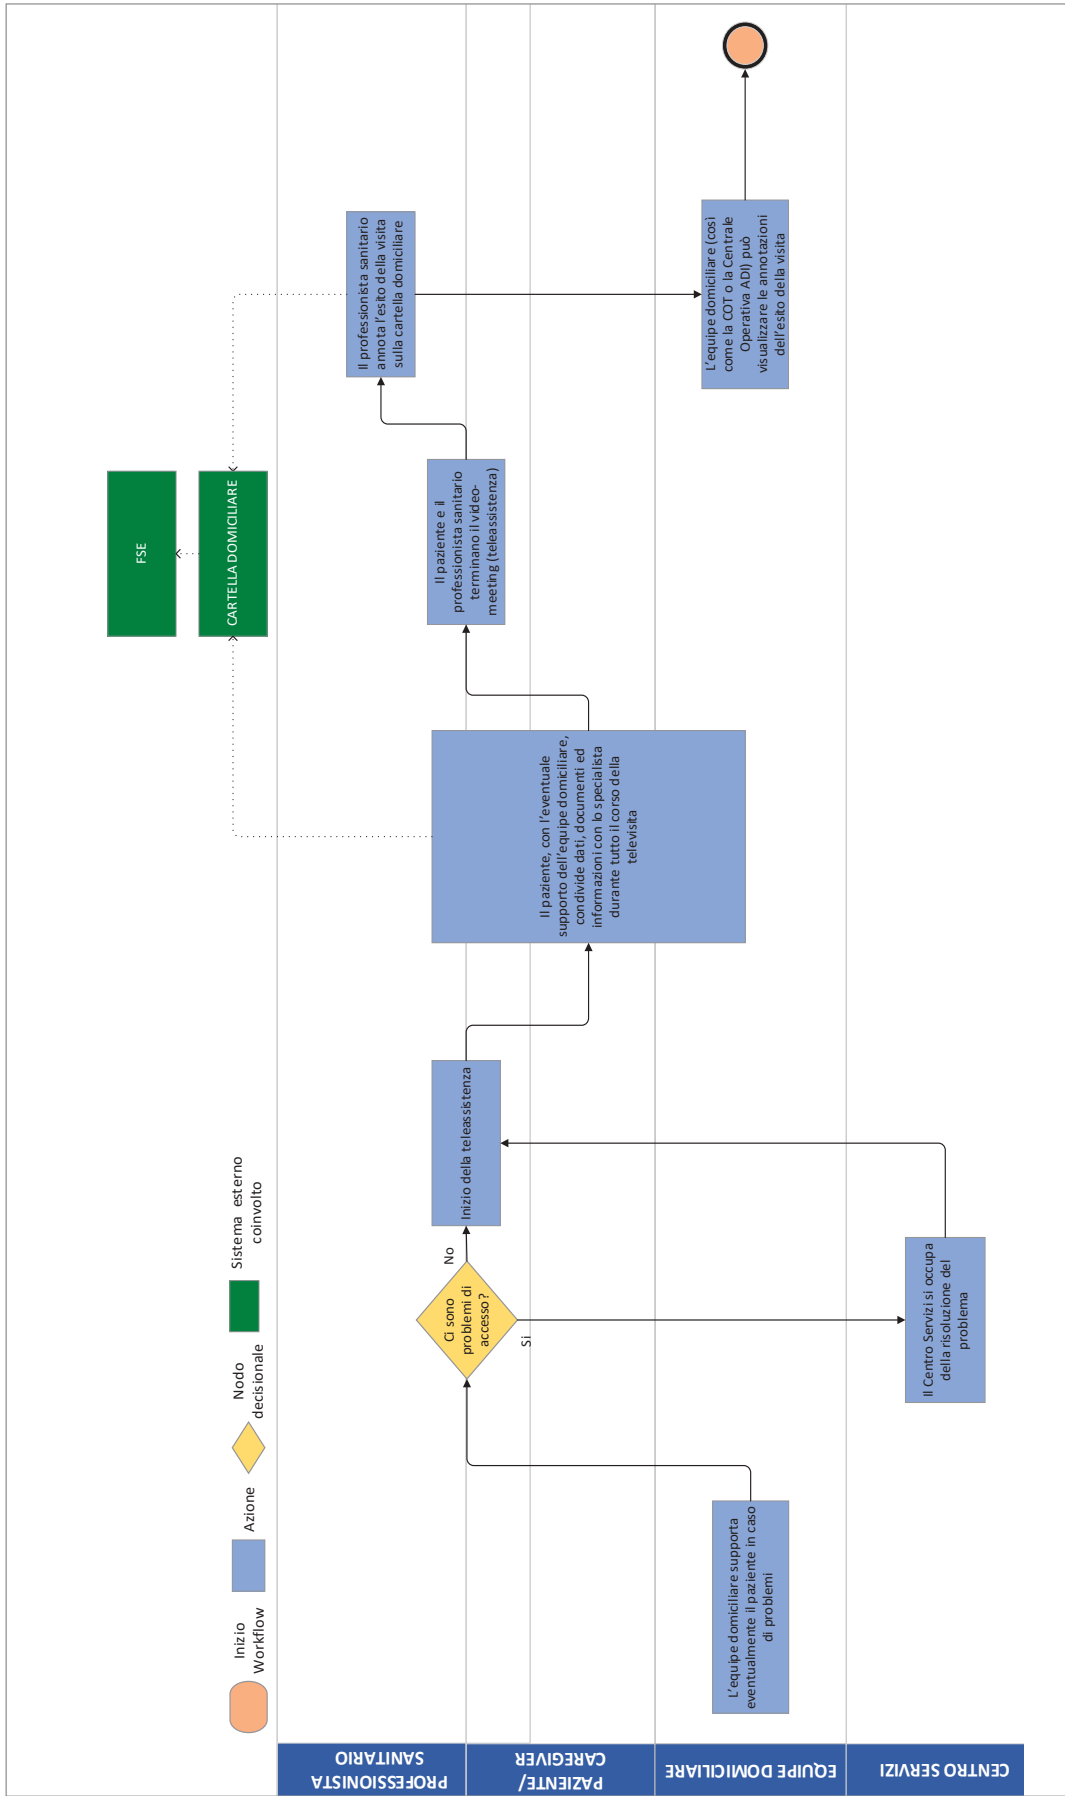 Inizio
Workflow
Azione
Nodo
decisionale
Sistema esterno
coinvolto
FSE
CARTELLA DOMICILIARE
PROFESSIONISTA
SANITARIO
PAZIENTE/
CAREGIVER
EQUIPE DOMICILIARE
CENTRO SERVIZI
L'equipe domiciliare supporta
eventualmente il paziente in caso
di problemi
Ci sono
problemi di
accesso?
No
Si
Il Centro Servizi si occupa
della risoluzione del
problema
Inizio della teleassistenza
Il paziente, con l'eventuale
supporto dell'equipe domiciliare,
condivide dati, documenti ed
informazioni con lo specialista
durante tutto il corso della
televisita
Il paziente e il
professionista sanitario
terminano il video-
meeting (teleassistenza)
Il professionista sanitario
annota l'esito della visita
sulla cartella domiciliare
L'equipe domiciliare (così
come la COT o la Centrale
Operativa ADI) può
visualizzare le annotazioni
dell'esito della visita